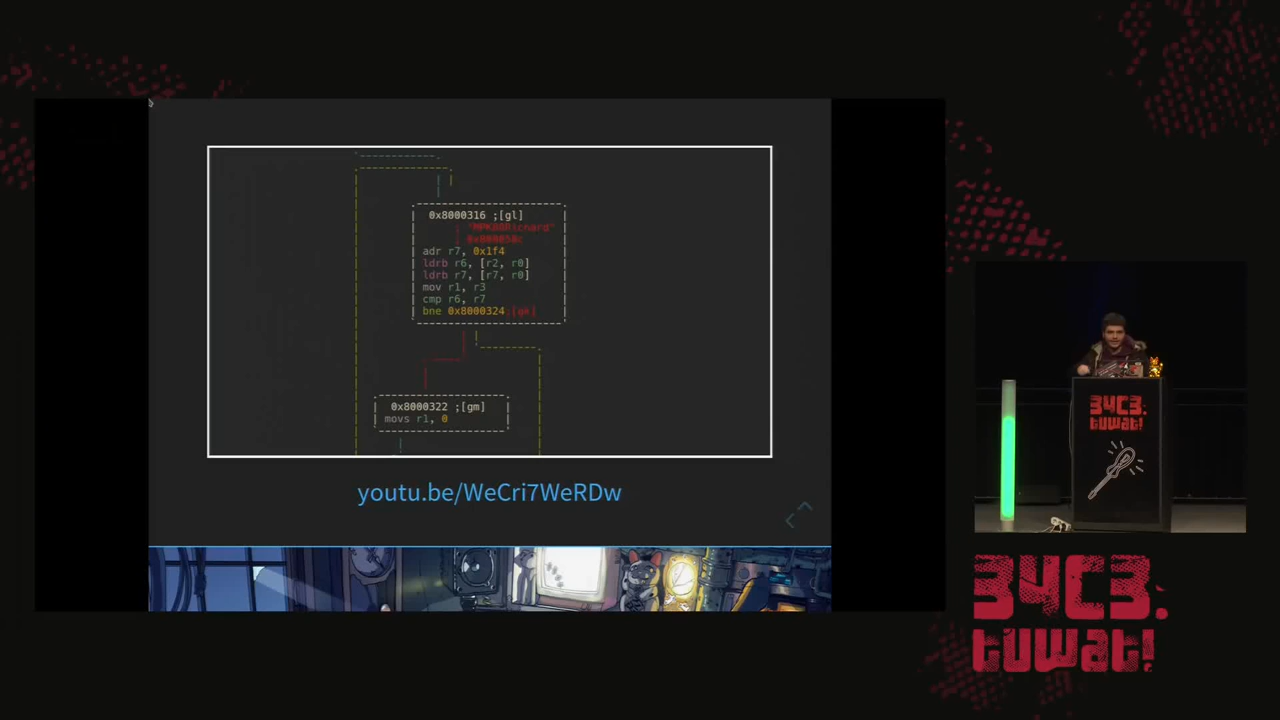 0x8000316 ;[gl]
adr r7, 0x1f4
ldrb r6, [r2, r0]
ldrb r7, [r7, r0]
mov r1, r3
cmp r6, r7
bne 0x8000324
0x8000322 ;[gm]
movs r1, 0
youtu.be/WeCri7WeRDw
34C3.
tuwat!
34C3.
tuwat!